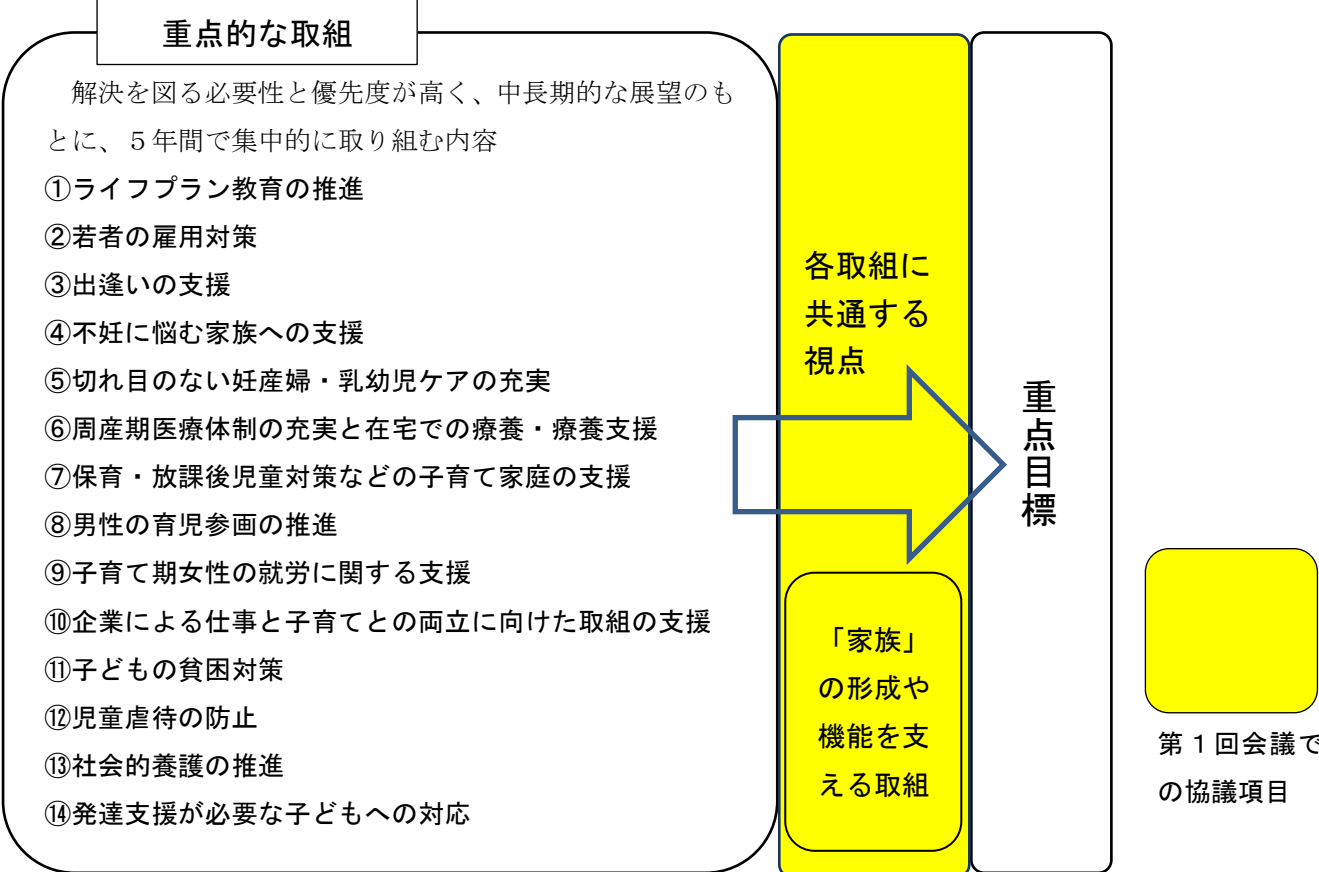 重点的な取組
解決を図る必要性と優先度が高く、中長期的な展望のも
とに、５年間で集中的に取り組む内容
①ライフプラン教育の推進
②若者の雇用対策
③出逢いの支援
④不妊に悩む家族への支援
⑤切れ目のない妊産婦・乳幼児ケアの充実
⑥周産期医療体制の充実と在宅での療養・療養支援
⑦保育・放課後児童対策などの子育て家庭の支援
⑧男性の育児参画の推進
⑨子育て期女性の就労に関する支援
⑩企業による仕事と子育てとの両立に向けた取組の支援
⑪子どもの貧困対策
⑫児童虐待の防止
⑬社会的養護の推進
⑭発達支援が必要な子どもへの対応
各取組に
共通する
視点
「家族」
の形成や
機能を支
える取組
重点目標
第１回会議で
の協議項目